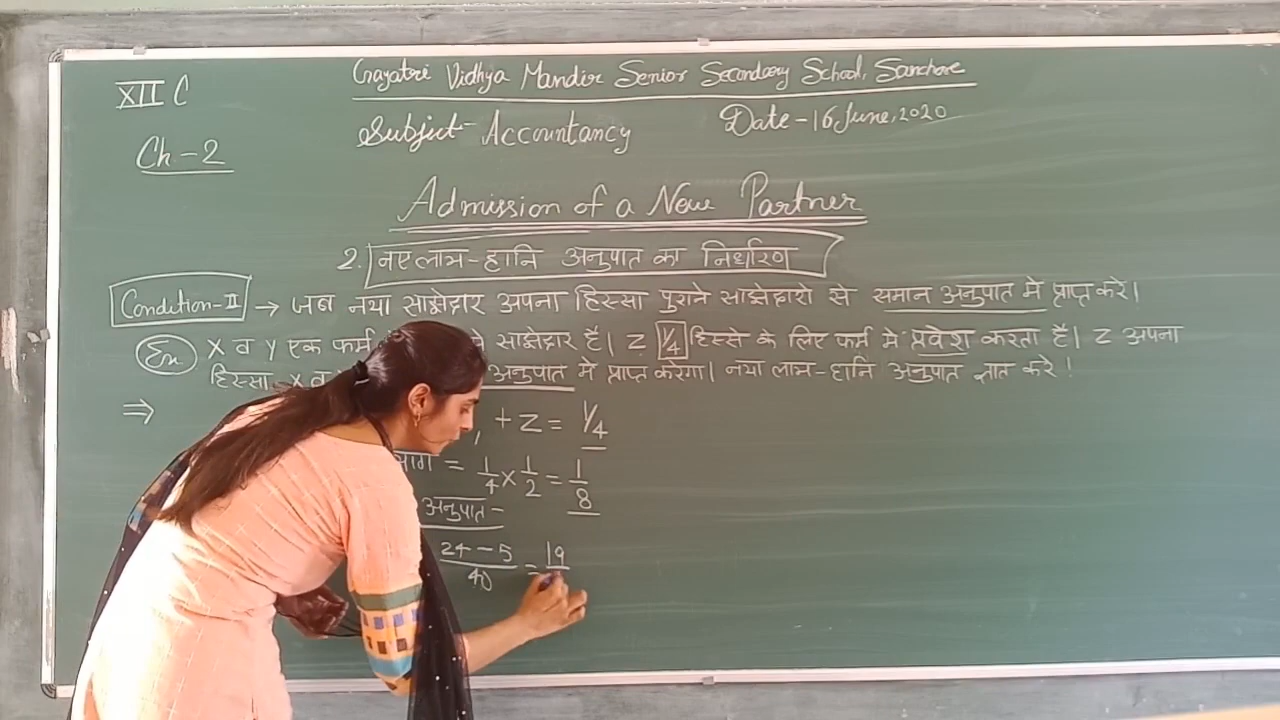 XII C
Gayatri Vidhya Mandir Senior Secondary School, Sanchore
Subject- Accountancy
Date-16 June, 2020
Ch-2
Admission of a New Partner
2. नए लाभ-हानि अनुपात का निर्धारण
Condition-II → जब नया साझेदार अपना हिस्सा पुराने साझेदारो से समान अनुपात मे प्राप्त करे।
Ex X व Y एक फर्म साझेदार है। Z 1/4 हिस्से के लिए फर्म मे प्रवेश करता है। Z अपना
हिस्सा X व अनुपात मे प्राप्त करेगा। नया लाभ-हानि अनुपात ज्ञात करे!
⇒ + Z = 1/4
भाग = 1/4 × 1/2 = 1/8
अनुपात-
24-5/40 = 19